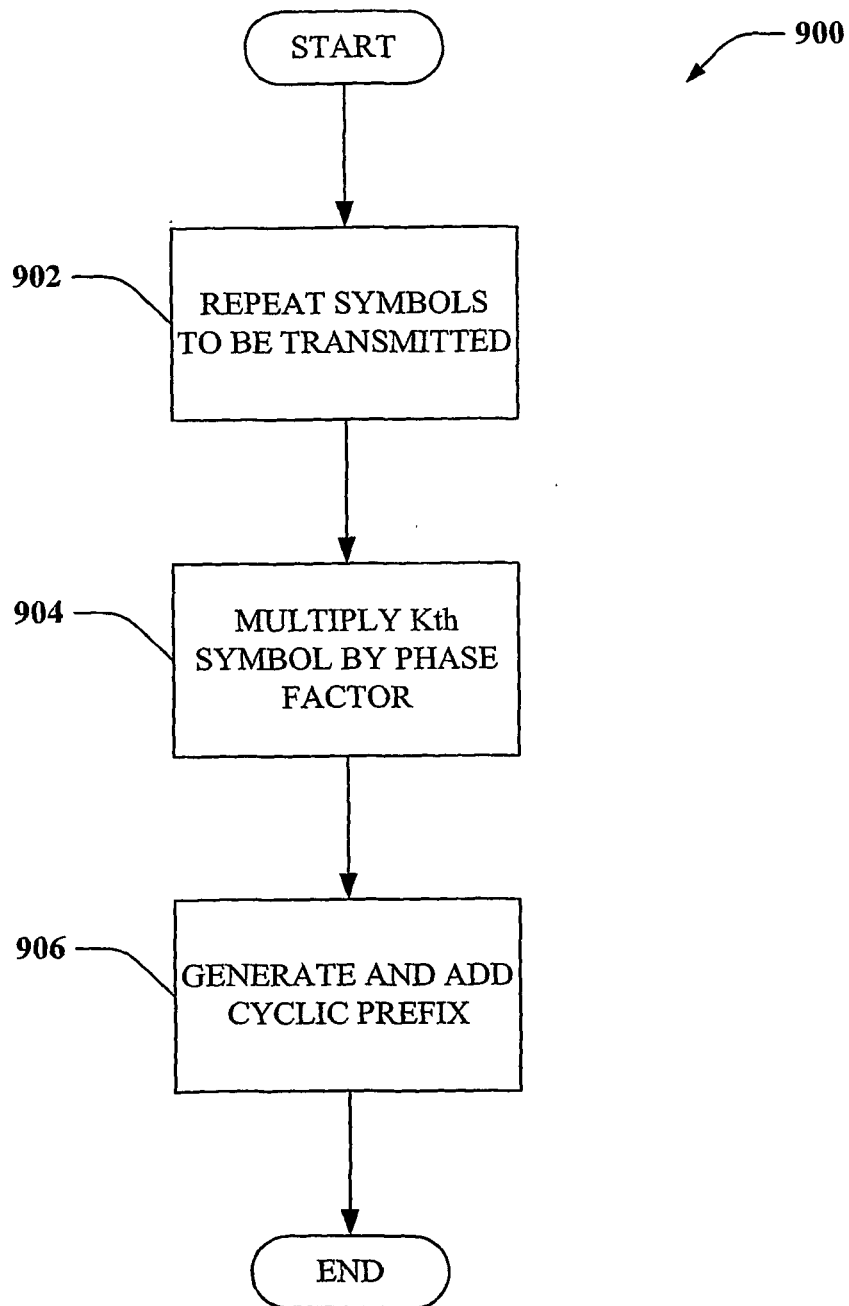 START
900
902
REPEAT SYMBOLS
TO BE TRANSMITTED
904
MULTIPLY Kth
SYMBOL BY PHASE
FACTOR
906
GENERATE AND ADD
CYCLIC PREFIX
END